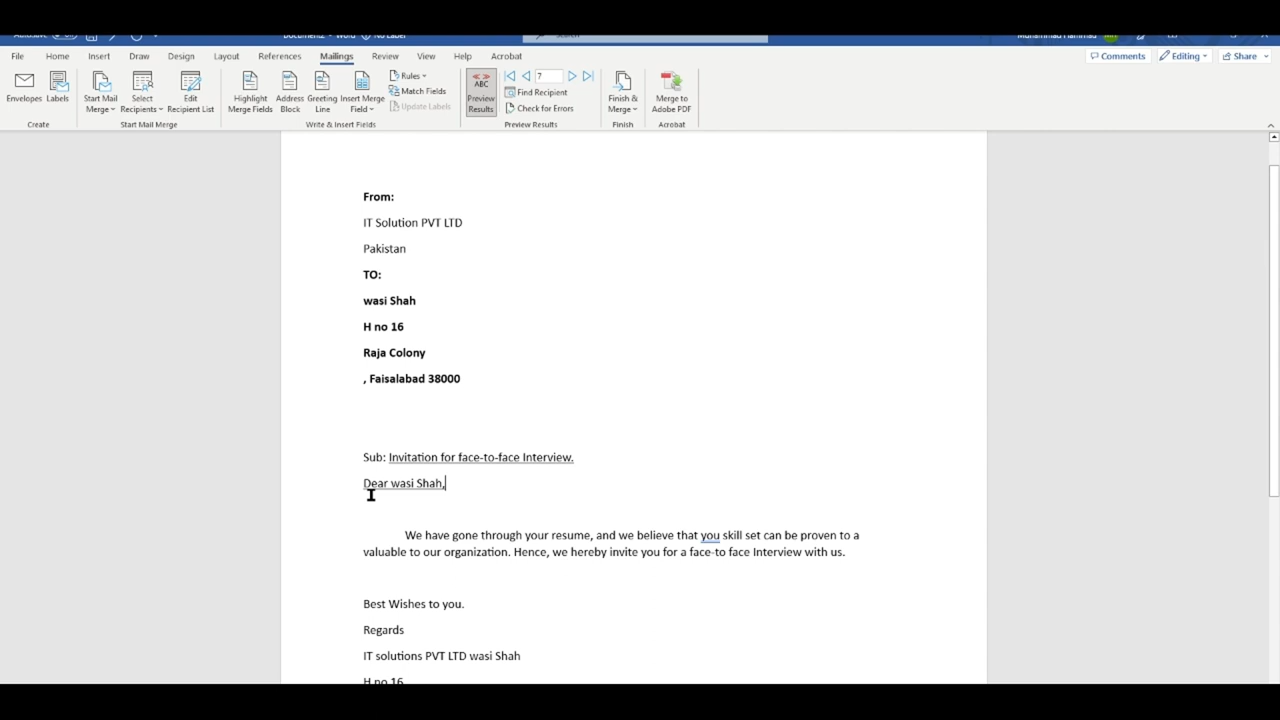 File Home Insert Draw Design Layout References Mailings Review View Help Acrobat Comments Editing Share
Envelopes Labels Start Mail Merge Select Recipients Edit Recipient List Highlight Merge Fields Address Block Greeting Line Insert Merge Field Rules Match Fields Update Labels ABC Preview Results 7 Find Recipient Check for Errors Finish & Merge Merge to Adobe PDF
Create Start Mail Merge Write & Insert Fields Preview Results Finish Acrobat
From:
IT Solution PVT LTD
Pakistan
TO:
wasi Shah
H no 16
Raja Colony
, Faisalabad 38000
Sub: Invitation for face-to-face Interview.
Dear wasi Shah,
We have gone through your resume, and we believe that you skill set can be proven to a
valuable to our organization. Hence, we hereby invite you for a face-to face Interview with us.
Best Wishes to you.
Regards
IT solutions PVT LTD wasi Shah
H no 16